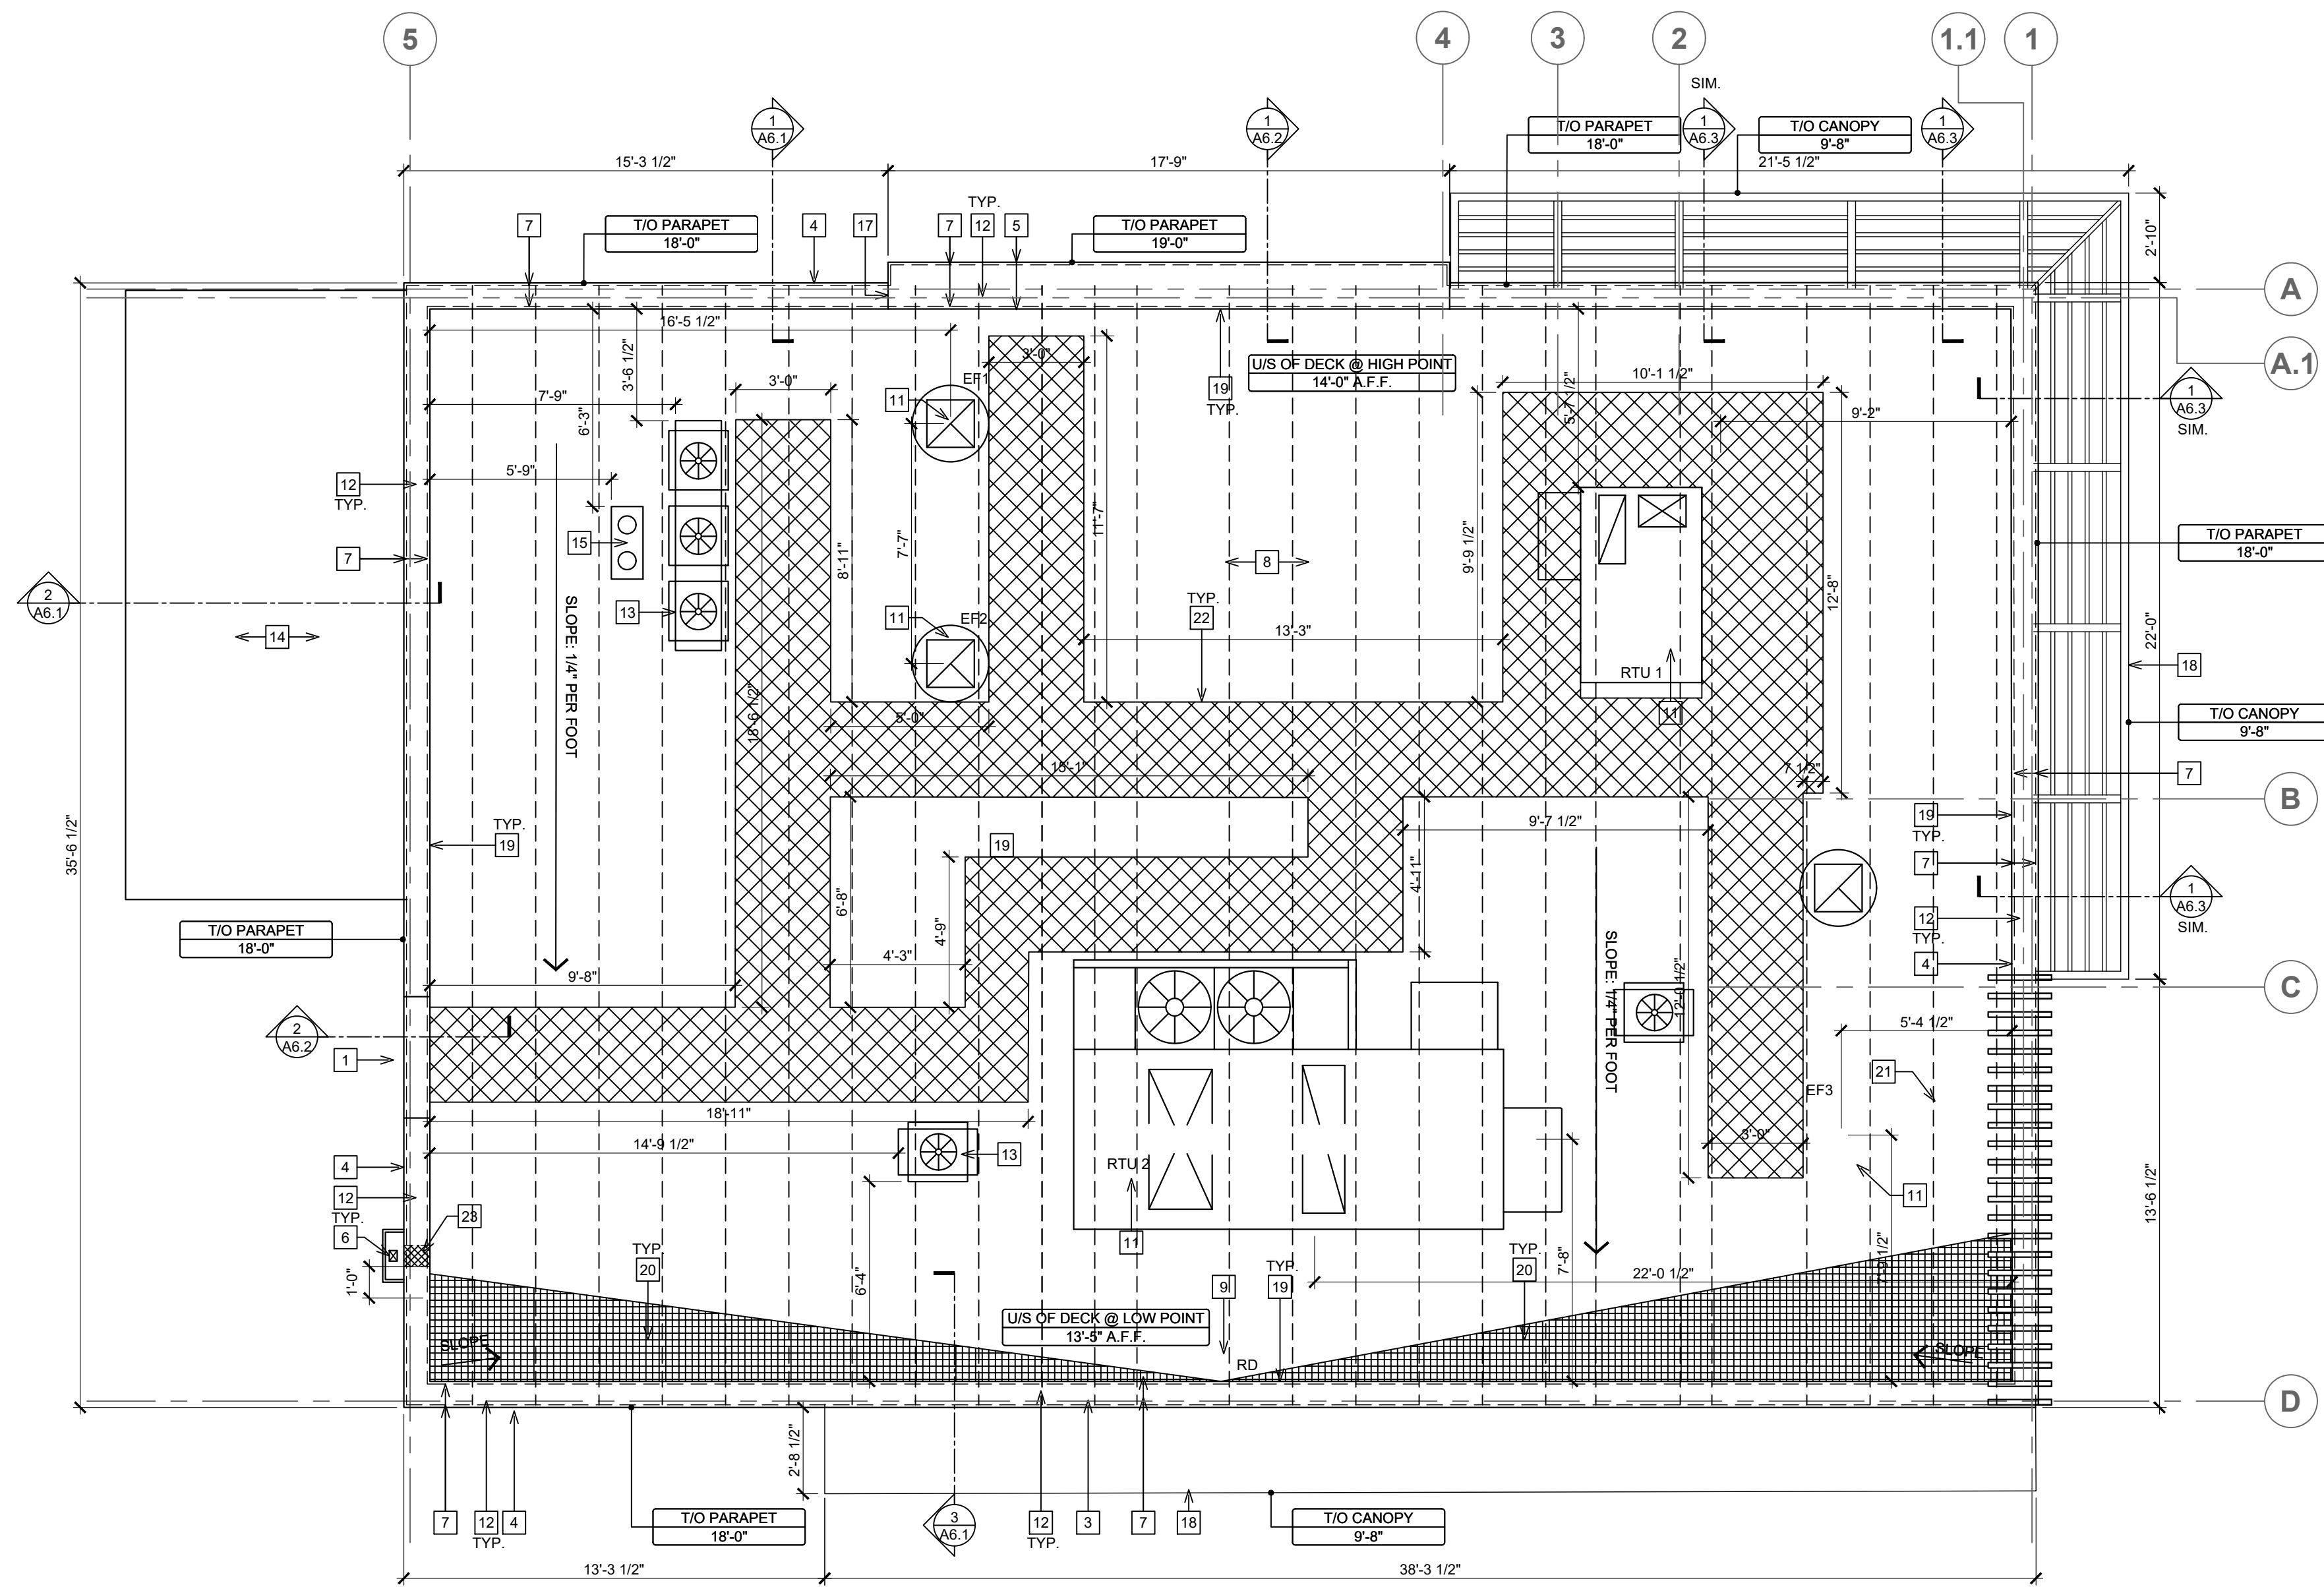 5
4
3
2
1.1
1
SIM.
1
A6.1
1
A6.2
T/O PARAPET
18'-0"
1
A6.3
T/O CANOPY
9'-8"
1
A6.3
15'-3 1/2"
17'-9"
21'-5 1/2"
7
T/O PARAPET
18'-0"
4
17
7
TYP.
12
5
T/O PARAPET
19'-0"
2'-10"
A
A.1
16'-5 1/2"
3'-6 1/2"
3'-0"
3'-0"
EF1
U/S OF DECK @ HIGH POINT
14'-0" A.F.F.
19
TYP.
5'-7 1/2"
10'-1 1/2"
9'-2"
1
A6.3
SIM.
7'-9"
6'-3"
11
5'-9"
12
TYP.
15
7
13
8'-11"
7'-7"
11'-7"
8
9'-9 1/2"
12'-8"
T/O PARAPET
18'-0"
2
A6.1
14
SLOPE: 1/4" PER FOOT
11
EF2
TYP.
22
13'-3"
22'-0"
18
RTU 1
11
18'-6 1/2"
5'-0"
T/O CANOPY
9'-8"
15'-1"
7 1/2"
7
B
35'-6 1/2"
TYP.
19
19
9'-7 1/2"
19
TYP.
7
4'-11"
6'-8"
4'-9"
1
A6.3
SIM.
12
TYP.
4
T/O PARAPET
18'-0"
4'-3"
9'-8"
SLOPE: 1/4" PER FOOT
12'-0 1/2"
C
2
A6.2
1
5'-4 1/2"
21
EF3
18'-11"
14'-9 1/2"
13
3'-0"
4
RTU 2
11
12
TYP.
6
23
11
13'-6 1/2"
1'-0"
TYP.
20
6'-4"
9
TYP.
19
TYP.
20
7'-8"
22'-0 1/2"
7'-9 1/2"
U/S OF DECK @ LOW POINT
13'-5" A.F.F.
SLOPE
RD
SLOPE
D
2'-8 1/2"
7
12
TYP.
4
T/O PARAPET
18'-0"
3
A6.1
12
TYP.
3
7
18
T/O CANOPY
9'-8"
13'-3 1/2"
38'-3 1/2"